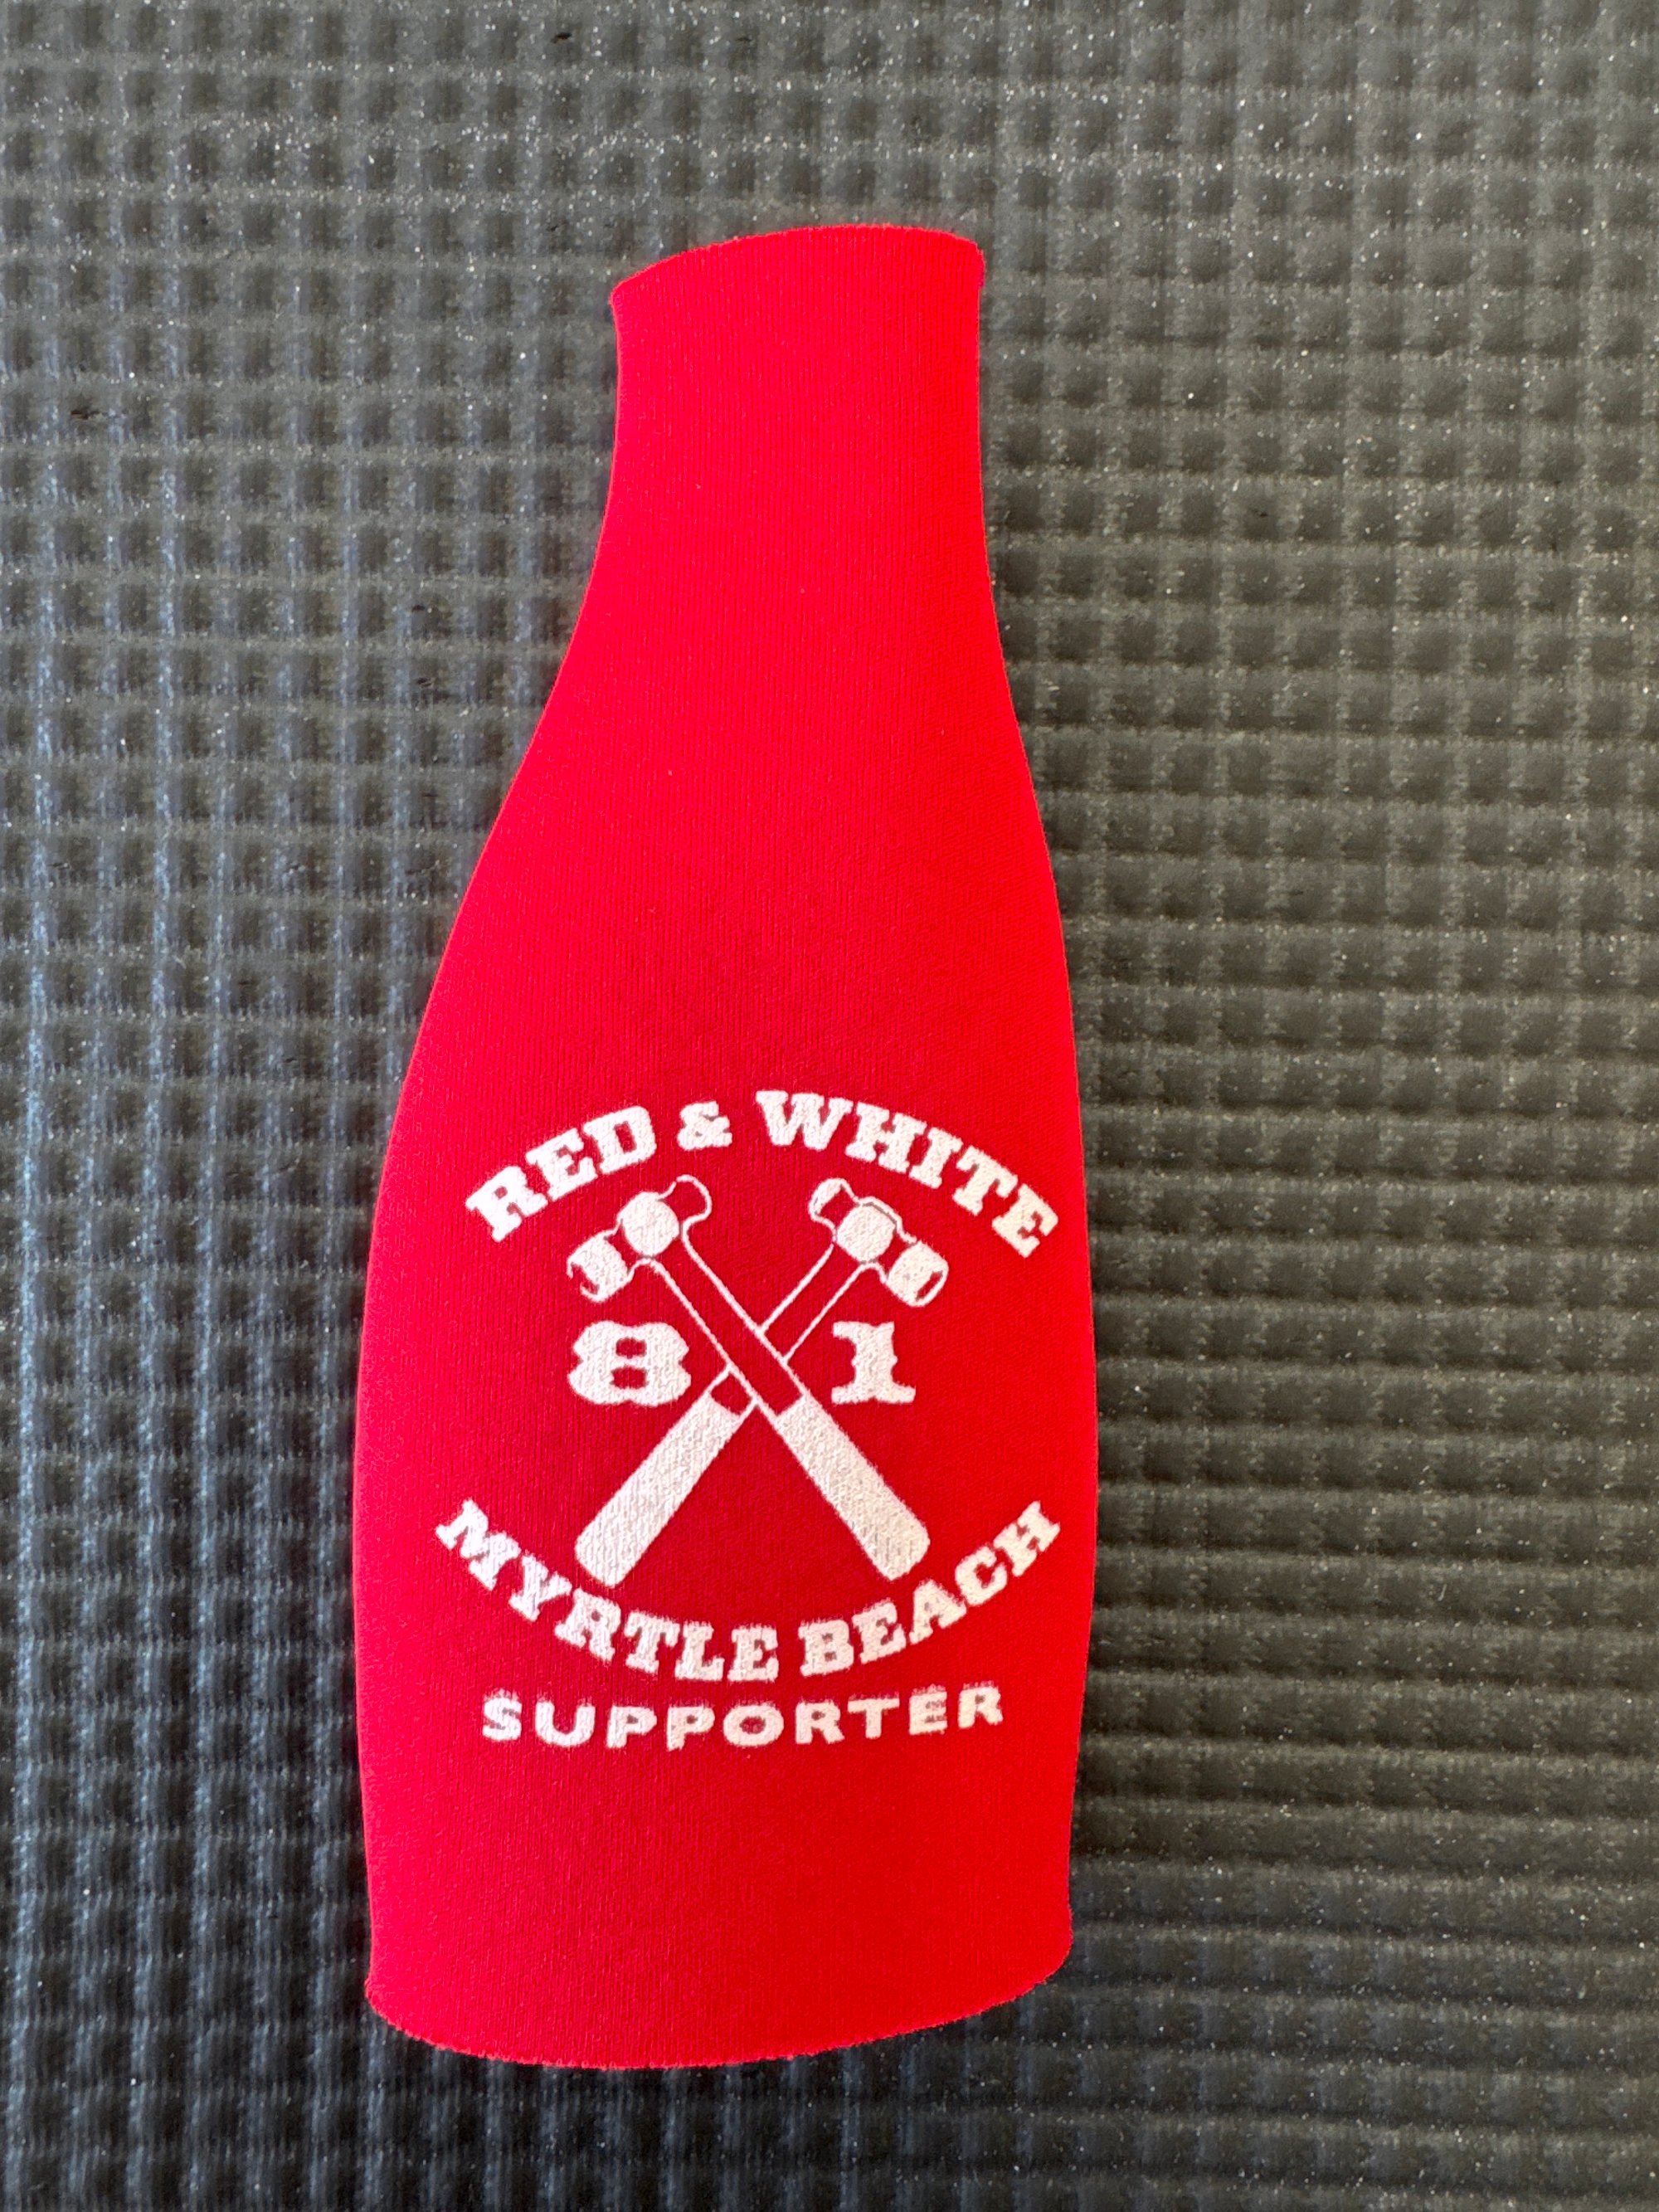 RED & WHITE
8 1
MYRTLE BEACH
SUPPORTER